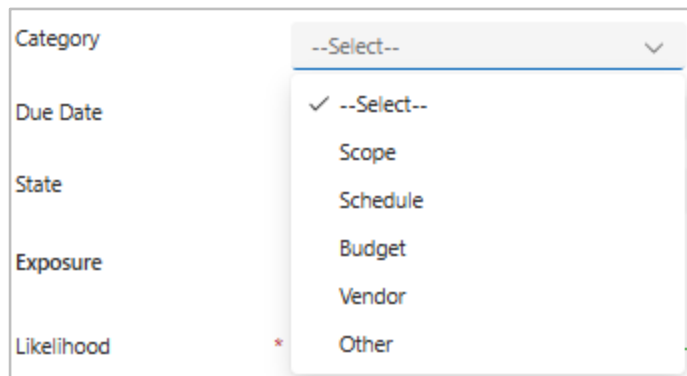 Category --Select--
✓ --Select--
Due Date
Scope
State
Schedule
Budget
Exposure
Vendor
Likelihood * Other